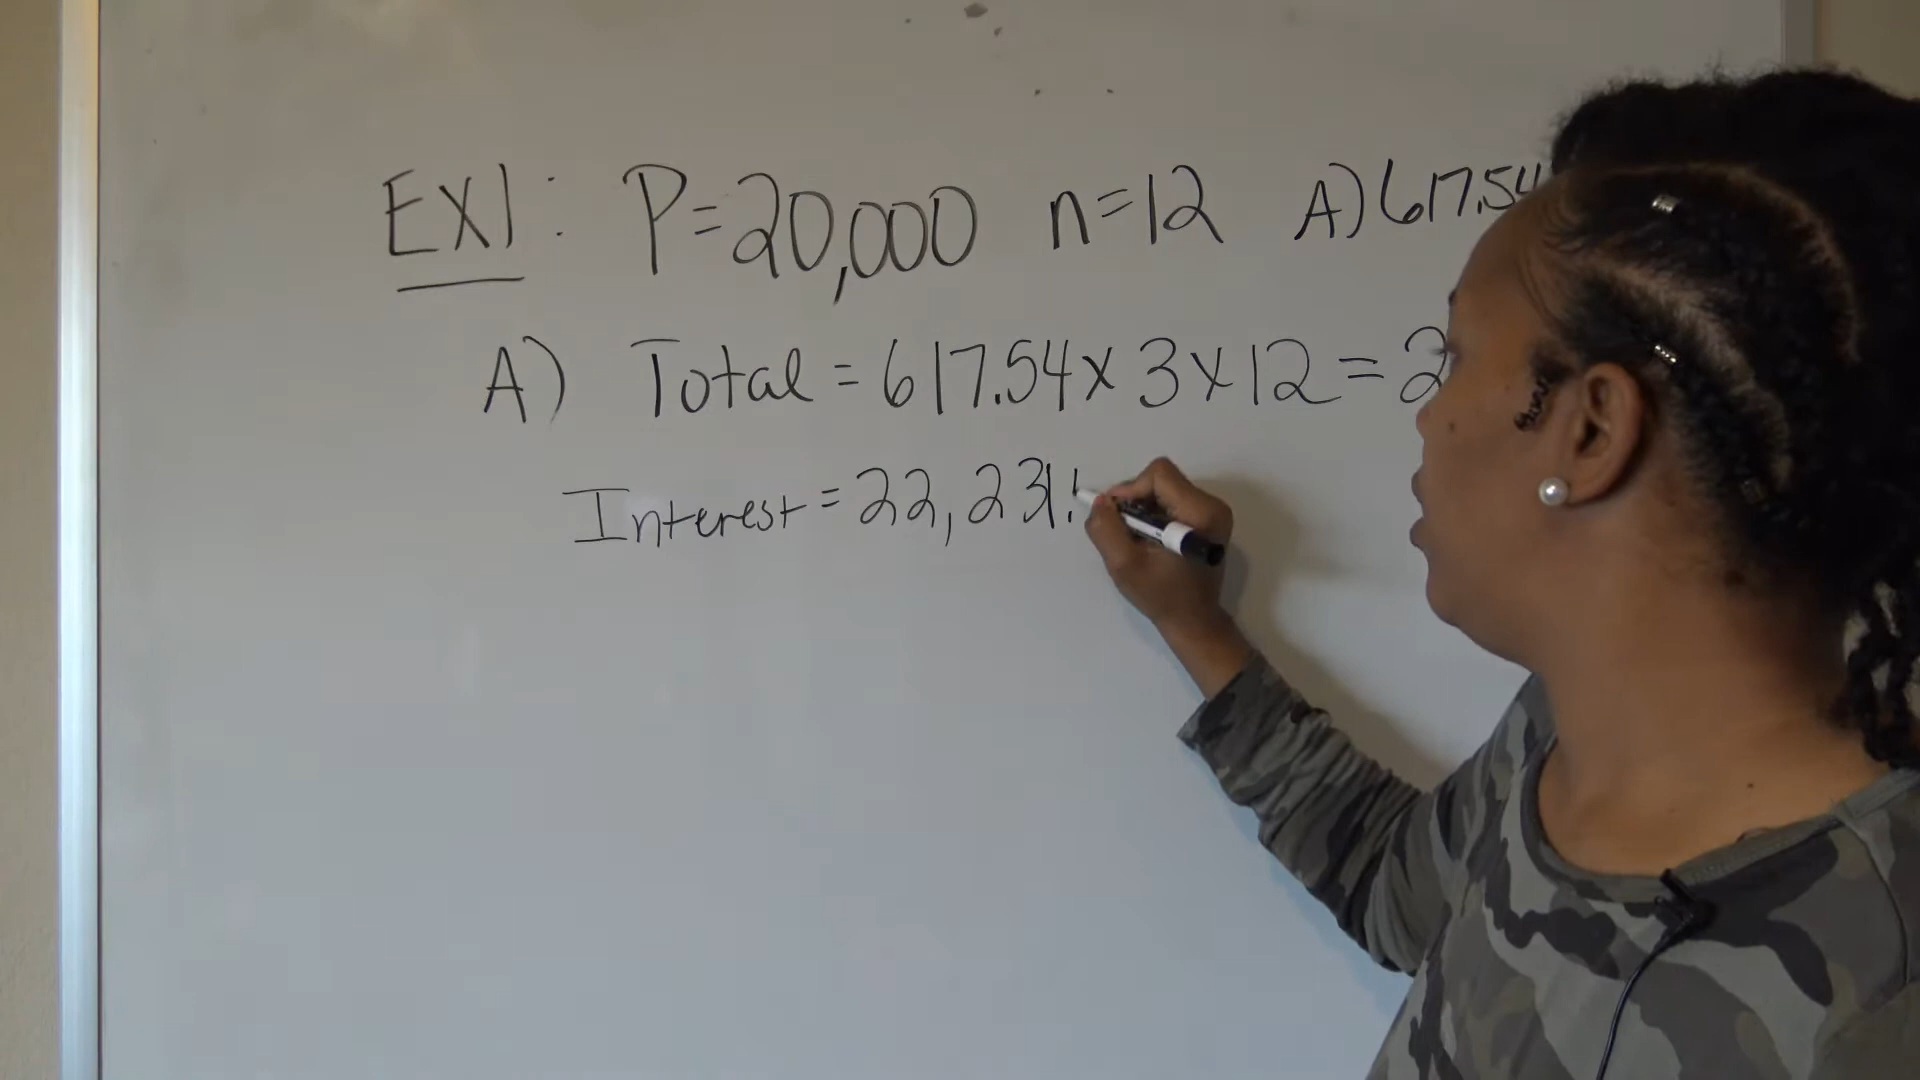 EX1: P=20,000 n=12 A) 617.54
A) Total = 617.54 x 3 x 12 = 2
Interest = 22,231.